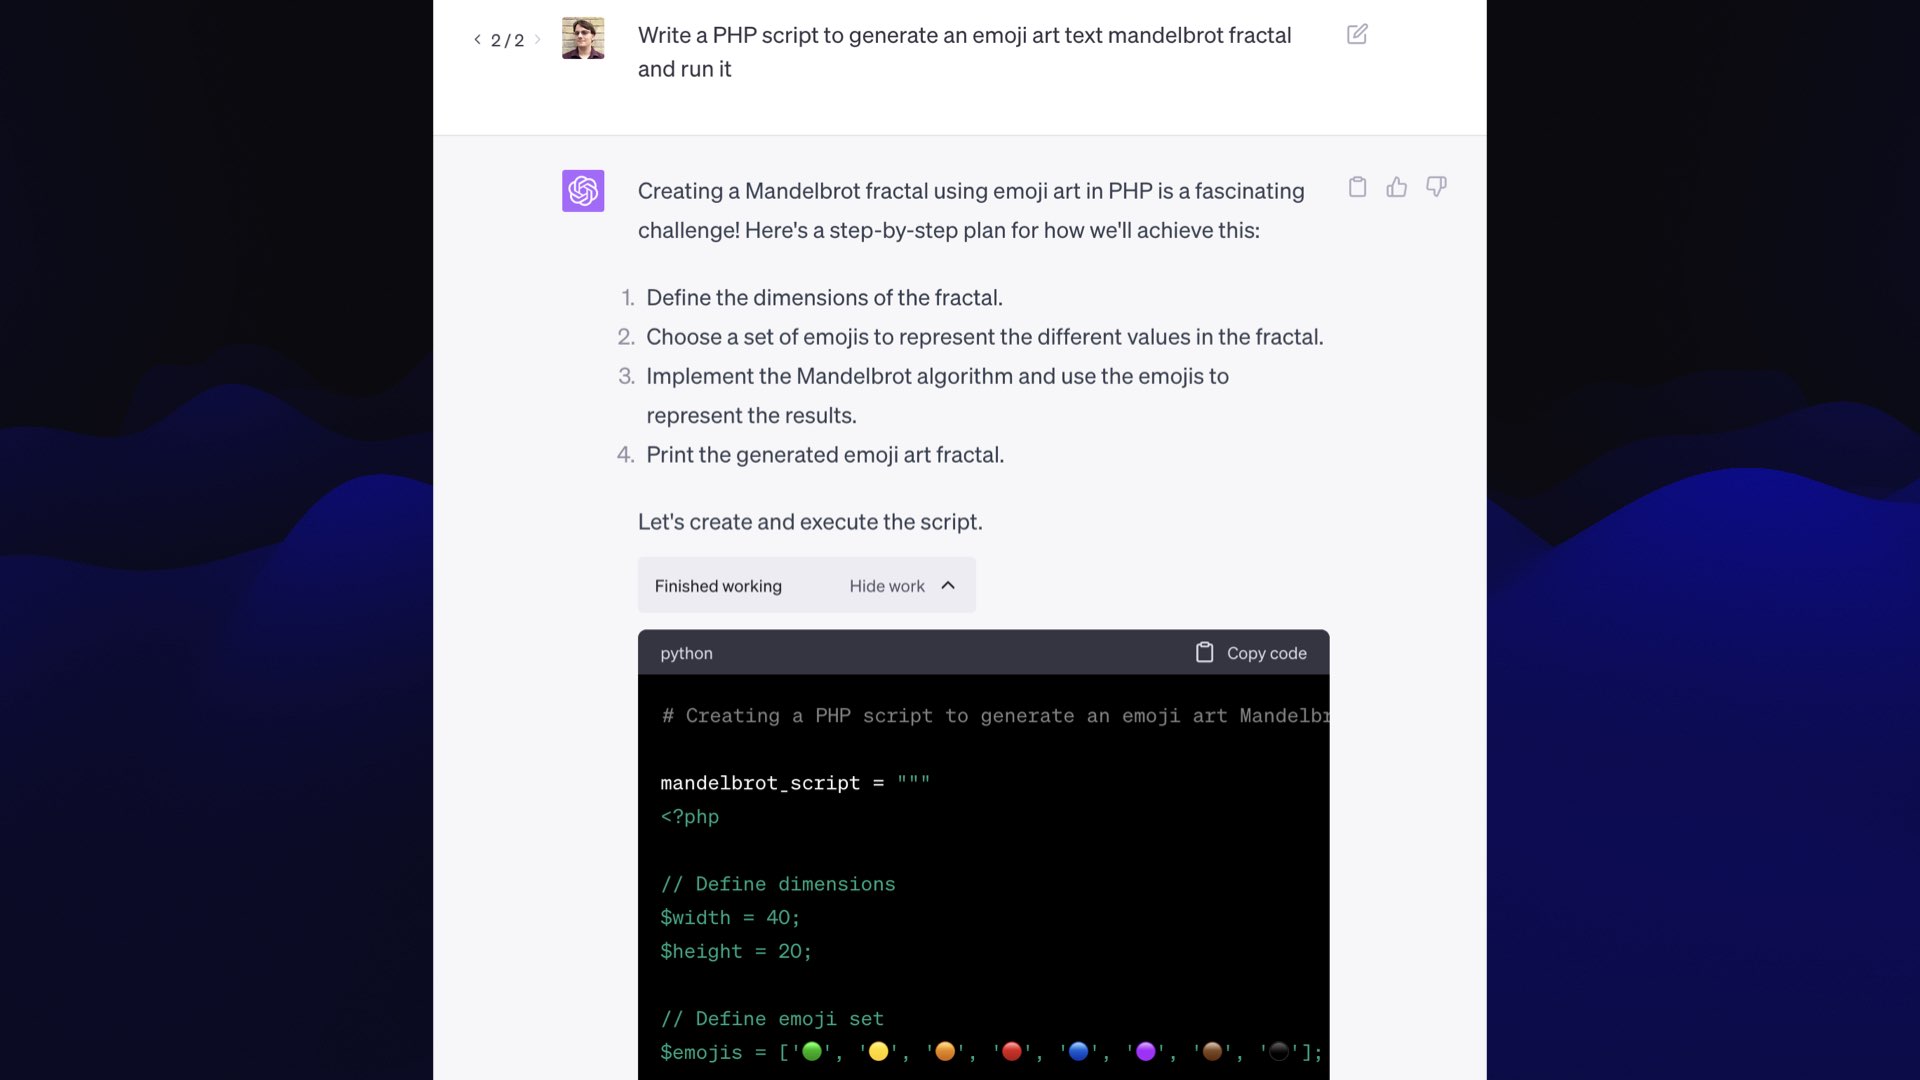 2 / 2
Write a PHP script to generate an emoji art text mandelbrot fractal
and run it
Creating a Mandelbrot fractal using emoji art in PHP is a fascinating
challenge! Here's a step-by-step plan for how we'll achieve this:
1. Define the dimensions of the fractal.
2. Choose a set of emojis to represent the different values in the fractal.
3. Implement the Mandelbrot algorithm and use the emojis to
represent the results.
4. Print the generated emoji art fractal.
Let's create and execute the script.
Finished working Hide work
python Copy code
# Creating a PHP script to generate an emoji art Mandelbr
mandelbrot_script = """
<?php
// Define dimensions
$width = 40;
$height = 20;
// Define emoji set
$emojis = ['🟢', '🟡', '🟠', '🔴', '🔵', '🟣', '🟤', '⚫'];